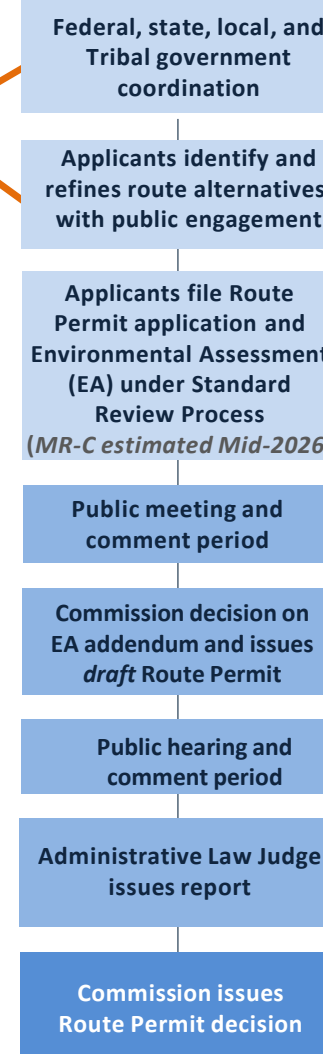 Federal, state, local, and
Tribal government
coordination
Applicants identify and
refines route alternatives
with public engagement
Applicants file Route
Permit application and
Environmental Assessment
(EA) under Standard
Review Process
(MR-C estimated Mid-2026
Public meeting and
comment period
Commission decision on
EA addendum and issues
draft Route Permit
Public hearing and
comment period
Administrative Law Judge
issues report
Commission issues
Route Permit decision